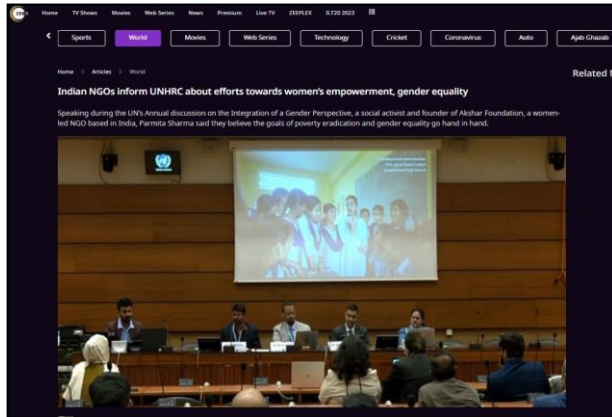 Home TV Shows Movies Web Series News Premium Live TV ZEEPLEX ILT20 2023
Sports World Movies Web Series Technology Cricket Coronavirus Auto Ajab Ghazab
Home > Articles > World
Related
Indian NGOs inform UNHRC about efforts towards women's empowerment, gender equality
Speaking during the UN's Annual discussion on the Integration of a Gender Perspective, a social activist and founder of Akshar Foundation, a women-
led NGO based in India, Parmita Sharma said they believe the goals of poverty eradication and gender equality go hand in hand.